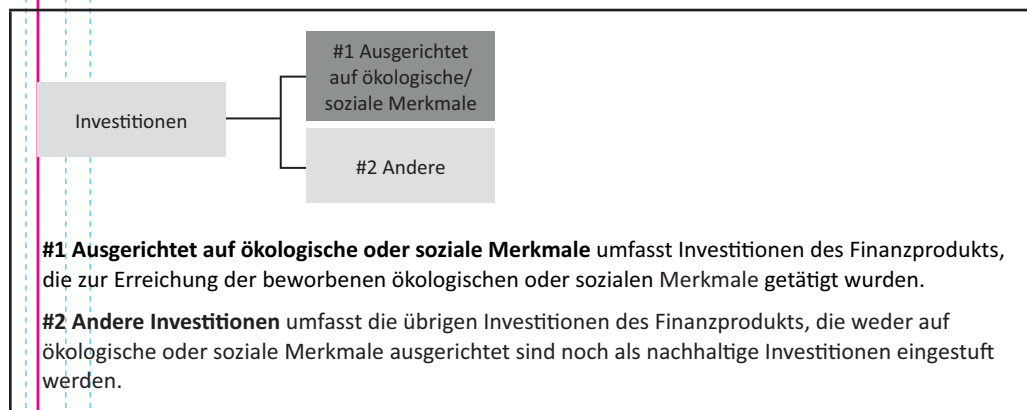 #1 Ausgerichtet
auf ökologische/
soziale Merkmale
Investitionen
#2 Andere
#1 Ausgerichtet auf ökologische oder soziale Merkmale umfasst Investitionen des Finanzprodukts,
die zur Erreichung der beworbenen ökologischen oder sozialen Merkmale getätigt wurden.
#2 Andere Investitionen umfasst die übrigen Investitionen des Finanzprodukts, die weder auf
ökologische oder soziale Merkmale ausgerichtet sind noch als nachhaltige Investitionen eingestuft
werden.